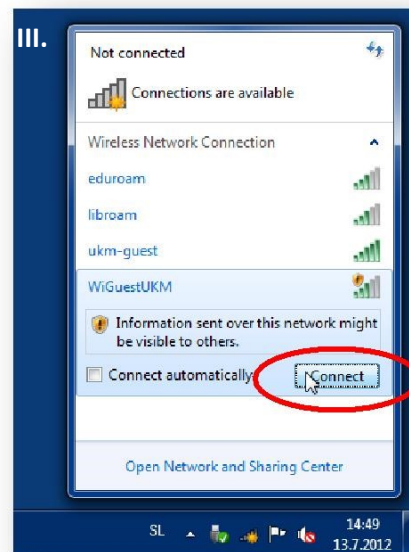 III.
Not connected
Connections are available
Wireless Network Connection
eduroam
libroam
ukm-guest
WiGuestUKM
Information sent over this network might
be visible to others.
Connect automatically
Connect
Open Network and Sharing Center
SL
14:49
13.7.2012